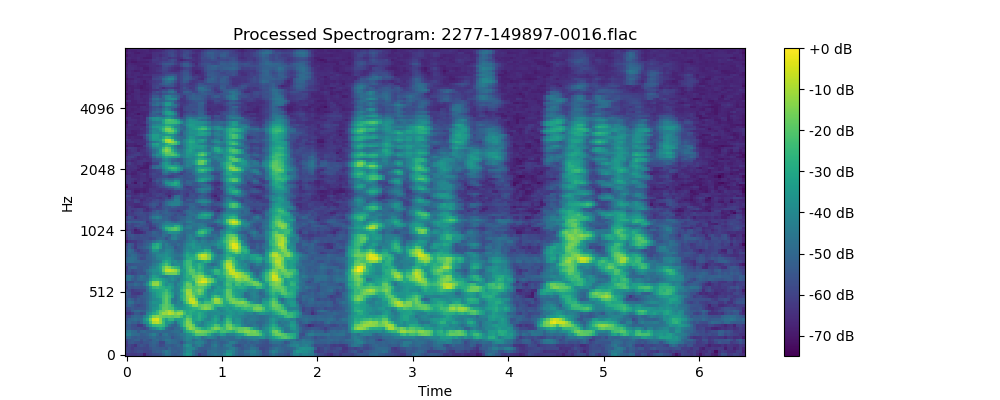 Processed Spectrogram: 2277-149897-0016.flac
Hz
4096
2048
1024
512
0
0 1 2 3 4 5 6
Time
+0 dB
-10 dB
-20 dB
-30 dB
-40 dB
-50 dB
-60 dB
-70 dB